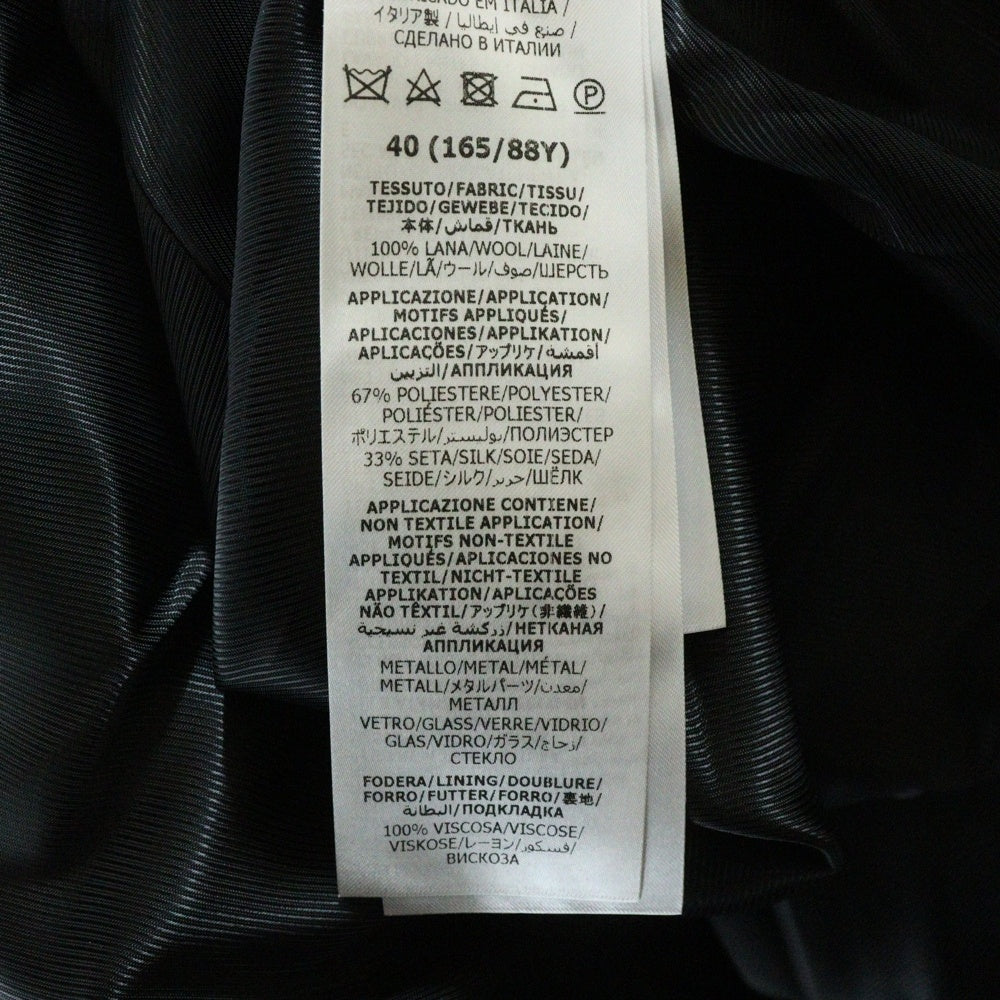 EM ITALIA /
イタリア製 / صنع في إيطاليا /
СДЕЛАНО В ИТАЛИИ
P
40 (165/88Y)
TESSUTO/FABRIC/TISSU/
TEJIDO/GEWEBE/TECIDO/
本体/قماش/ТКАНЬ
100% LANA/WOOL/LAINE/
WOLLE/LÃ/ウール/صوف/ШЕРСТЬ
APPLICAZIONE/APPLICATION/
MOTIFS APPLIQUÉS/
APLICACIONES/APPLIKATION/
APLICAÇÕES/アップリケ/أقمشة
التزيين/АППЛИКАЦИЯ
67% POLIESTERE/POLYESTER/
POLIÉSTER/POLIESTER/
ポリエステル/بوليستر/ПОЛИЭСТЕР
33% SETA/SILK/SOIE/SEDA/
SEIDE/シルク/حرير/ШЁЛК
APPLICAZIONE CONTIENE/
NON TEXTILE APPLICATION/
MOTIFS NON-TEXTILE
APPLIQUÉS/APLICACIONES NO
TEXTIL/NICHT-TEXTILE
APPLIKATION/APLICAÇÕES
NÃO TÊXTIL/アップリケ(非繊維)/
زركشة غير نسيجية/НЕТКАНАЯ
АППЛИКАЦИЯ
METALLO/METAL/MÉTAL/
METALL/メタルパーツ/معدن/
МЕТАЛЛ
VETRO/GLASS/VERRE/VIDRIO/
GLAS/VIDRO/ガラス/زجاج/
СТЕКЛО
FODERA/LINING/DOUBLURE/
FORRO/FUTTER/FORRO/裏地/
البطانة/ПОДКЛАДКА
100% VISCOSA/VISCOSE/
VISKOSE/レーヨン/فسكوز/
ВИСКОЗА